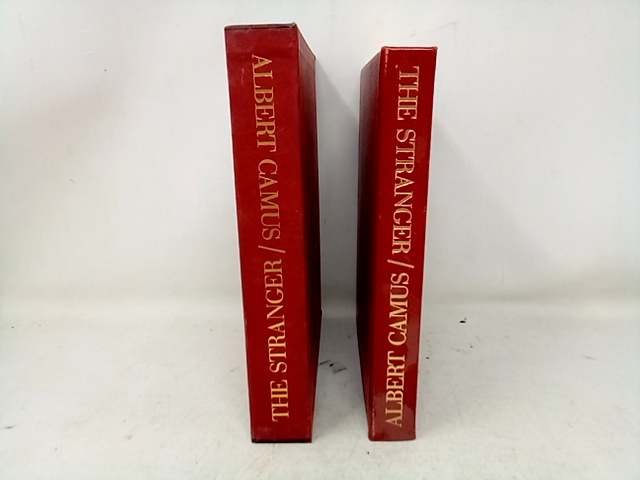 ALBERT CAMUS / THE STRANGER
THE STRANGER / ALBERT CAMUS